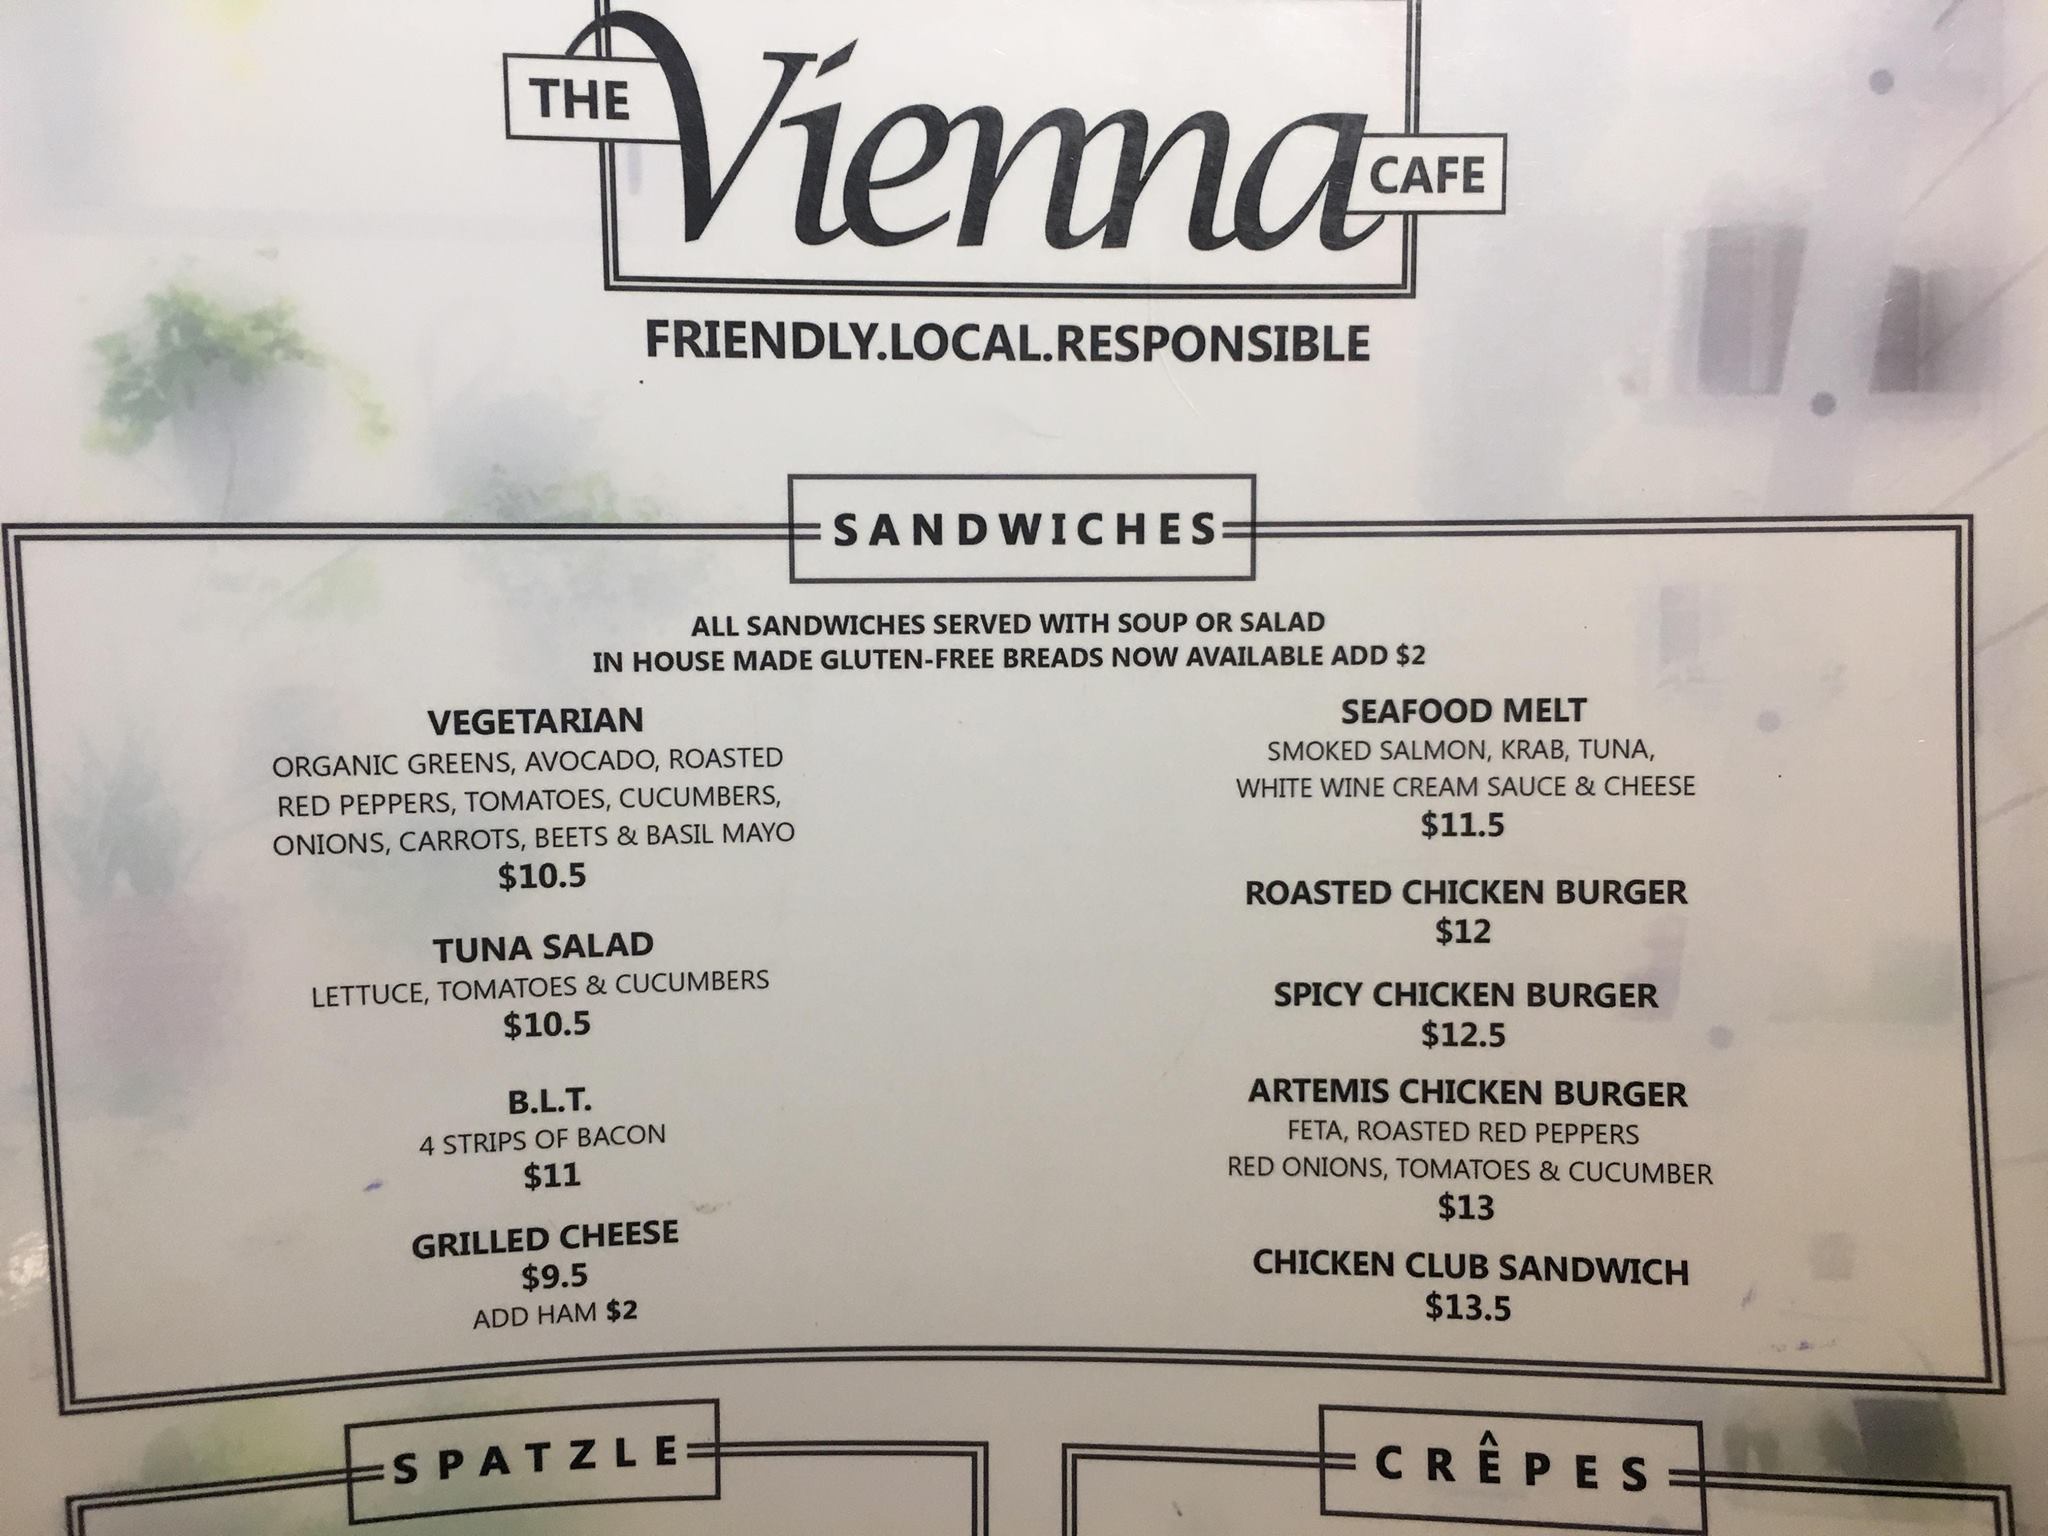 THE Vienna CAFE
FRIENDLY.LOCAL.RESPONSIBLE
SANDWICHES
ALL SANDWICHES SERVED WITH SOUP OR SALAD
IN HOUSE MADE GLUTEN-FREE BREADS NOW AVAILABLE ADD $2
VEGETARIAN
ORGANIC GREENS, AVOCADO, ROASTED
RED PEPPERS, TOMATOES, CUCUMBERS,
ONIONS, CARROTS, BEETS & BASIL MAYO
$10.5
TUNA SALAD
LETTUCE, TOMATOES & CUCUMBERS
$10.5
B.L.T.
4 STRIPS OF BACON
$11
GRILLED CHEESE
$9.5
ADD HAM $2
SEAFOOD MELT
SMOKED SALMON, KRAB, TUNA,
WHITE WINE CREAM SAUCE & CHEESE
$11.5
ROASTED CHICKEN BURGER
$12
SPICY CHICKEN BURGER
$12.5
ARTEMIS CHICKEN BURGER
FETA, ROASTED RED PEPPERS
RED ONIONS, TOMATOES & CUCUMBER
$13
CHICKEN CLUB SANDWICH
$13.5
SPATZLE
CRÊPES